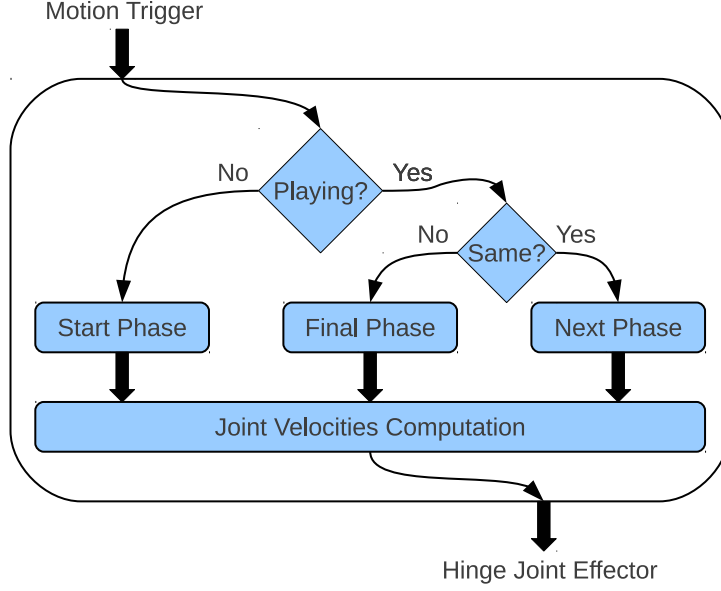 Motion Trigger
Playing?
No
Yes
Same?
No
Yes
Start Phase
Final Phase
Next Phase
Joint Velocities Computation
Hinge Joint Effector